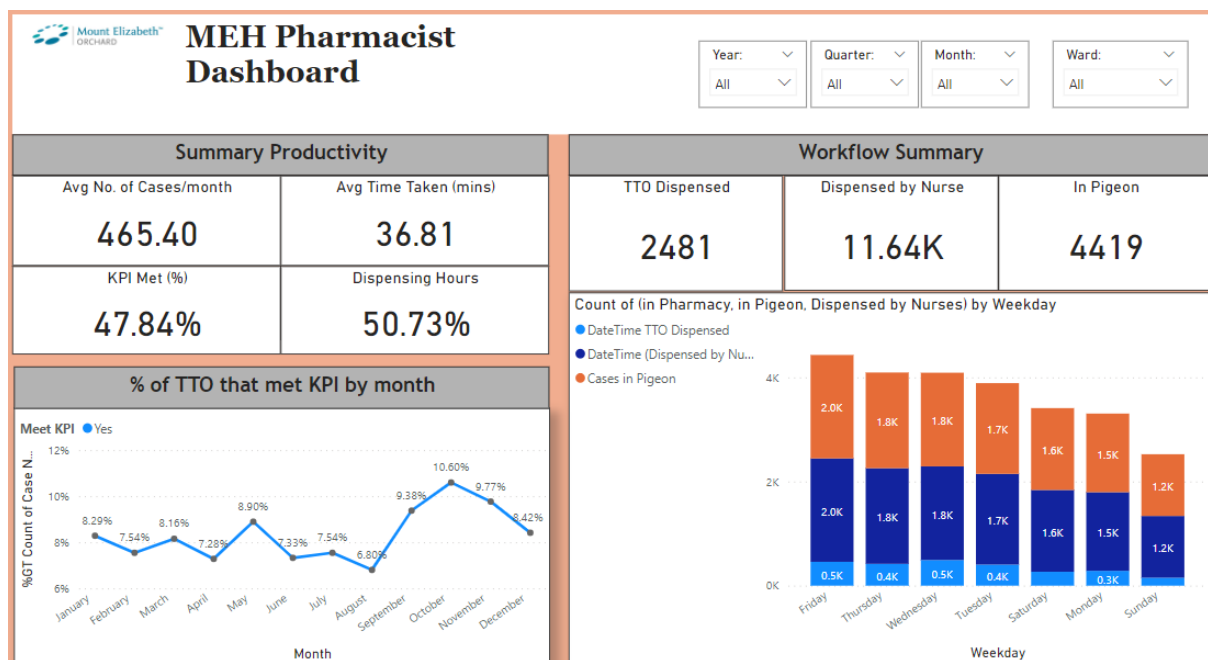 Mount Elizabeth™
ORCHARD
MEH Pharmacist
Dashboard
Year:
All
Quarter:
All
Month:
All
Ward:
All
Summary Productivity
Avg No. of Cases/month
465.40
Avg Time Taken (mins)
36.81
KPI Met (%)
47.84%
Dispensing Hours
50.73%
Workflow Summary
TTO Dispensed
2481
Dispensed by Nurse
11.64K
In Pigeon
4419
% of TTO that met KPI by month
Meet KPI Yes
%GT Count of Case N...
12%
10%
8%
6%
8.29%
7.54%
8.16%
7.28%
8.90%
7.33%
7.54%
6.80%
9.38%
10.60%
9.77%
8.42%
January
February
March
April
May
June
July
August
September
October
November
December
Month
Count of (in Pharmacy, in Pigeon, Dispensed by Nurses) by Weekday
DateTime TTO Dispensed
DateTime (Dispensed by Nu...
Cases in Pigeon
4K
2K
0K
2.0K
1.8K
1.8K
1.7K
1.6K
1.5K
1.2K
2.0K
1.8K
1.8K
1.7K
1.6K
1.5K
1.2K
0.5K
0.4K
0.5K
0.4K
0.3K
Friday
Thursday
Wednesday
Tuesday
Saturday
Monday
Sunday
Weekday